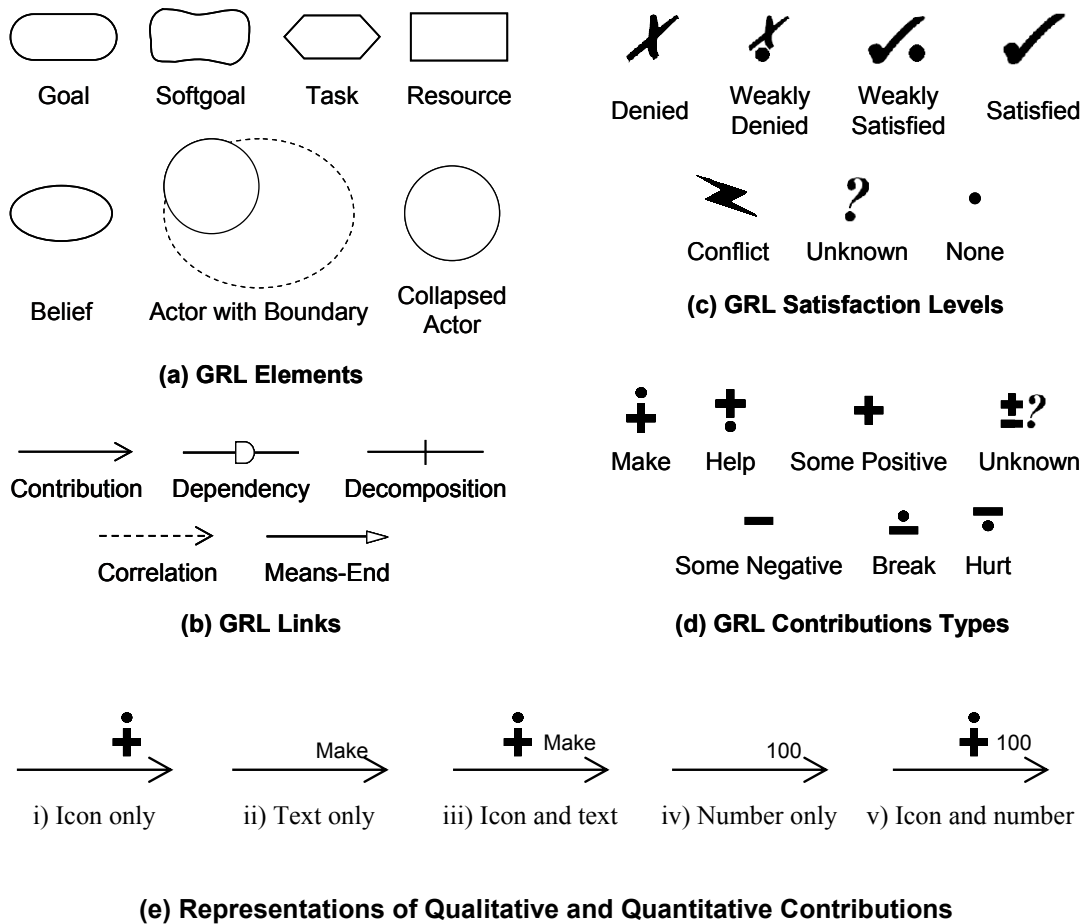 Goal Softgoal Task Resource
Belief Actor with Boundary Collapsed
Actor
(a) GRL Elements
Contribution Dependency Decomposition
Correlation Means-End
(b) GRL Links
Denied Weakly Denied Weakly Satisfied Satisfied
? 
Conflict Unknown None
(c) GRL Satisfaction Levels
+ + + ±?
Make Help Some Positive Unknown
Some Negative Break Hurt
(d) GRL Contributions Types
+ Make + Make 100 + 100
i) Icon only ii) Text only iii) Icon and text iv) Number only v) Icon and number
(e) Representations of Qualitative and Quantitative Contributions